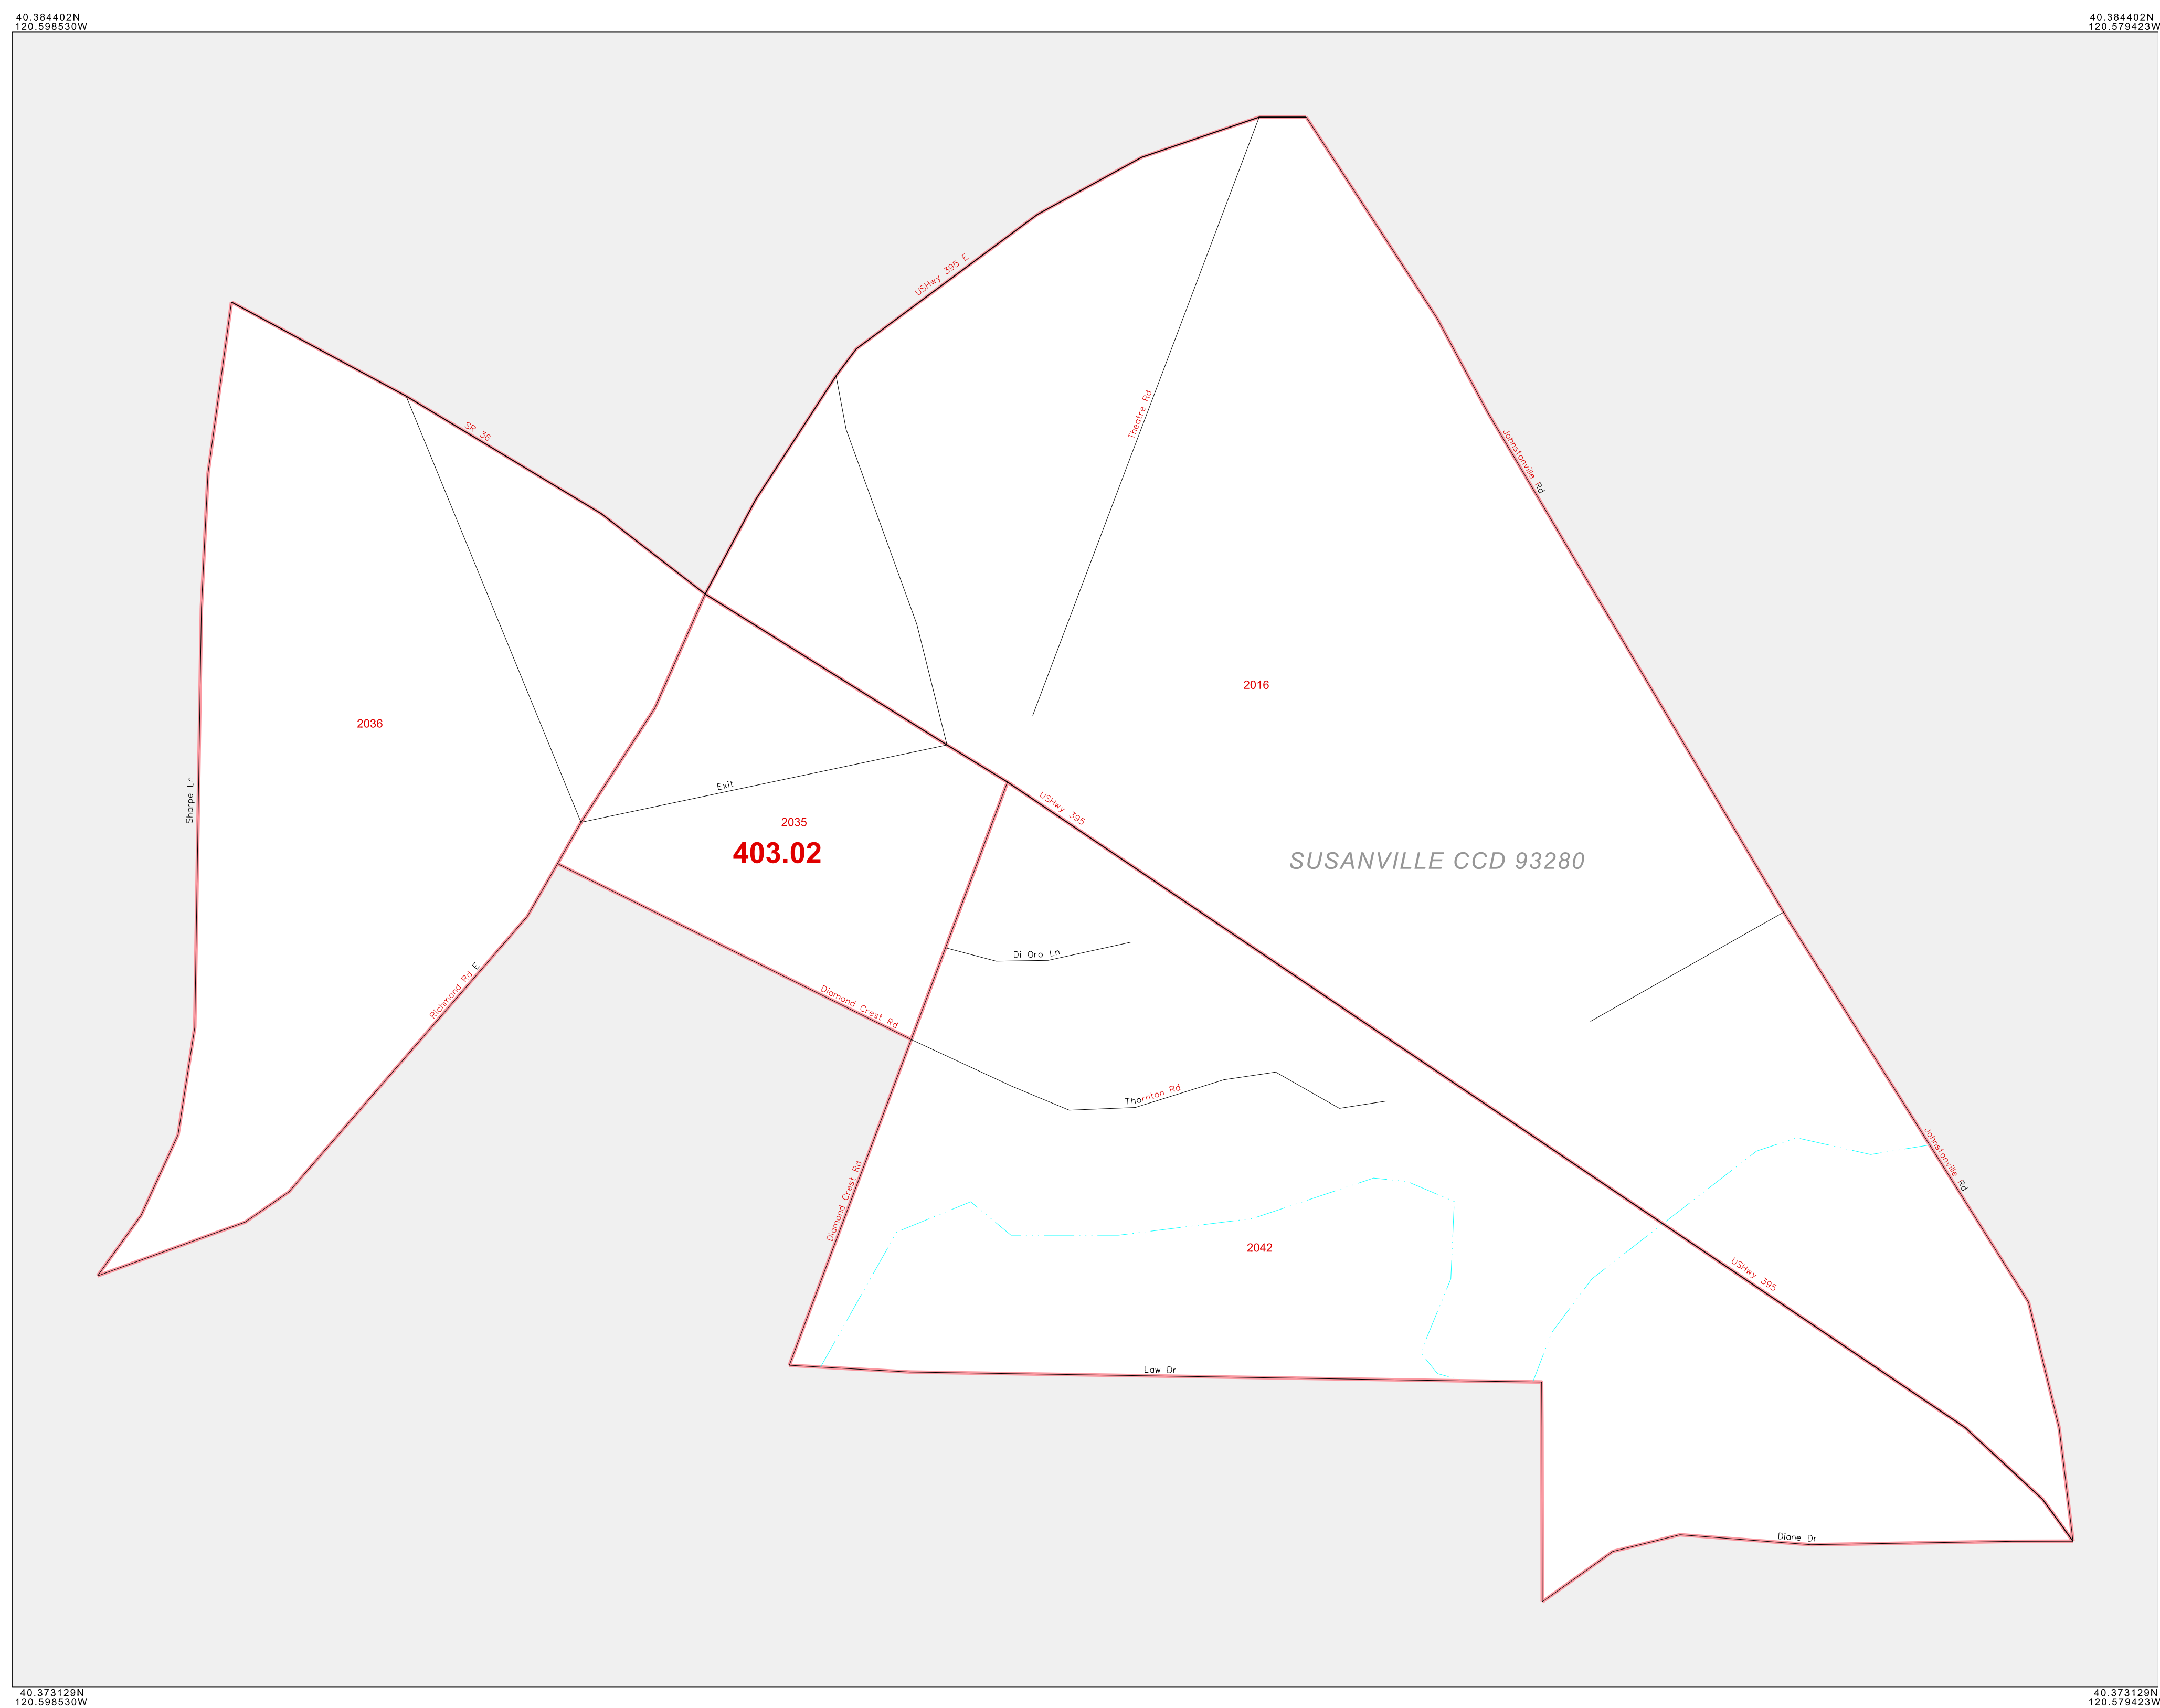 40.384402N
120.598530W
40.384402N
120.579423W
USHwy 395 E
Theatre Rd
SR 36
Johnstonville Rd
2016
2036
Sharpe Ln
Exit
USHwy 395
2035
403.02
SUSANVILLE CCD 93280
Di Oro Ln
Richmond Rd E
Diamond Crest Rd
Thornton Rd
Johnstonville Rd
Diamond Crest Rd
2042
USHwy 395
Law Dr
Diane Dr
40.373129N
120.598530W
40.373129N
120.579423W